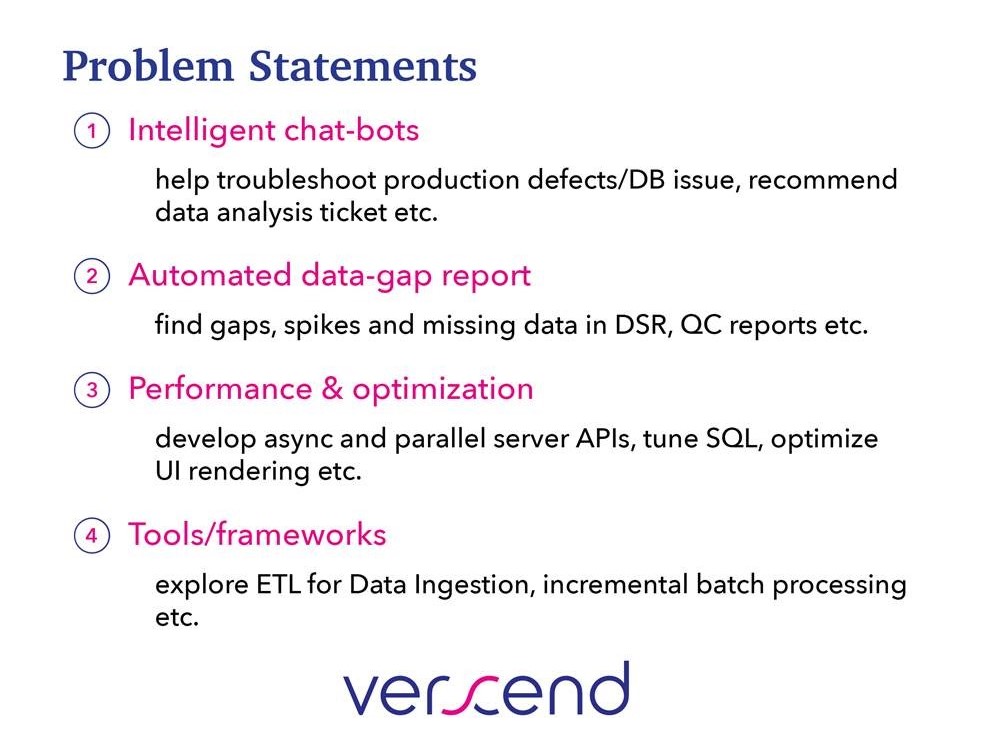 Problem Statements
1 Intelligent chat-bots
help troubleshoot production defects/DB issue, recommend
data analysis ticket etc.
2 Automated data-gap report
find gaps, spikes and missing data in DSR, QC reports etc.
3 Performance & optimization
develop async and parallel server APIs, tune SQL, optimize
UI rendering etc.
4 Tools/frameworks
explore ETL for Data Ingestion, incremental batch processing
etc.
verscend